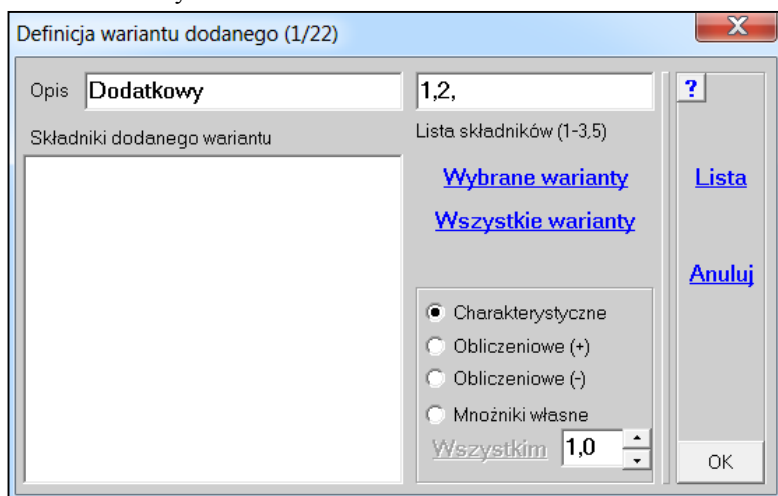 Definicja wariantu dodanego (1/22)
X
Opis Dodatkowy 1,2, ?
Składniki dodanego wariantu Lista składników (1-3,5)
Wybrane warianty Lista
Wszystkie warianty
Anuluj
Charakterystyczne
Obliczeniowe (+)
Obliczeniowe (-)
Mnożniki własne
Wszystkim 1,0
OK